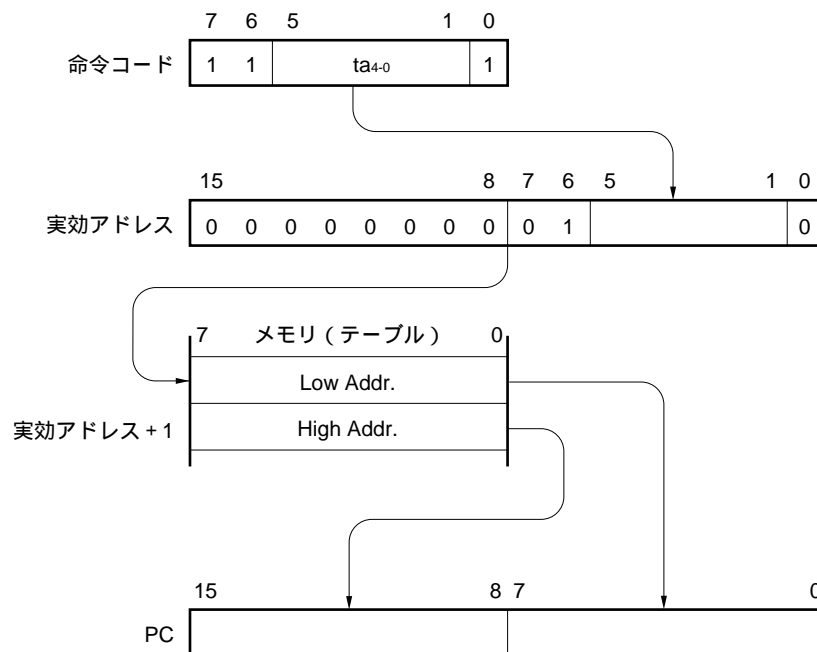 7 6 5 1 0
命令コード 1 1 ta4-0 1
15 8 7 6 5 1 0
実効アドレス 0 0 0 0 0 0 0 0 0 1 0
7 メモリ(テーブル) 0
Low Addr.
実効アドレス+1 High Addr.
15 8 7 0
PC